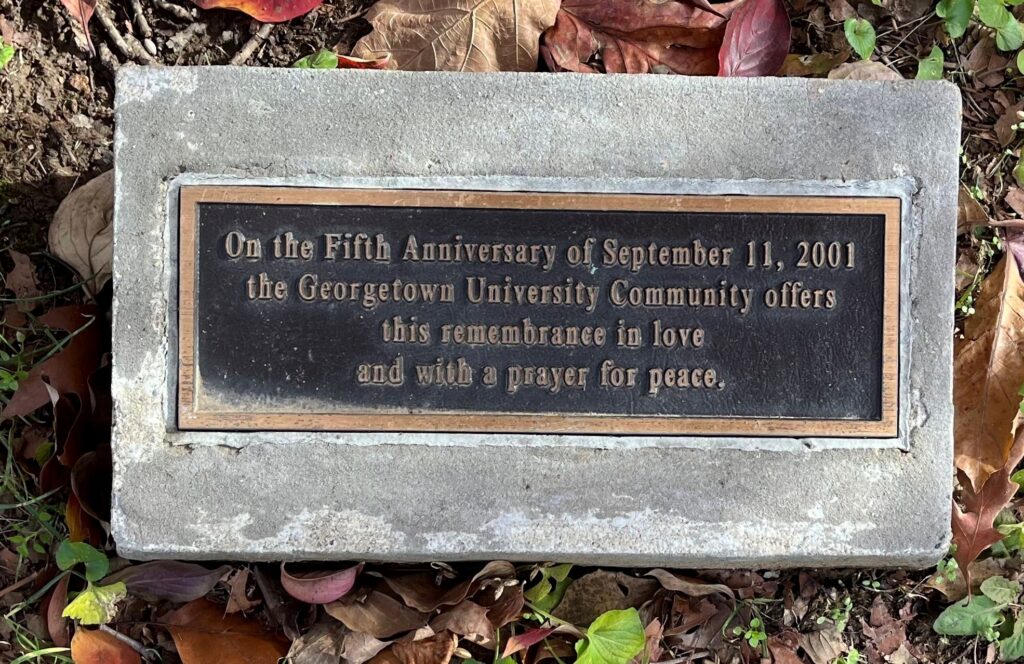 On the Fifth Anniversary of September 11, 2001
the Georgetown University Community offers
this remembrance in love
and with a prayer for peace.